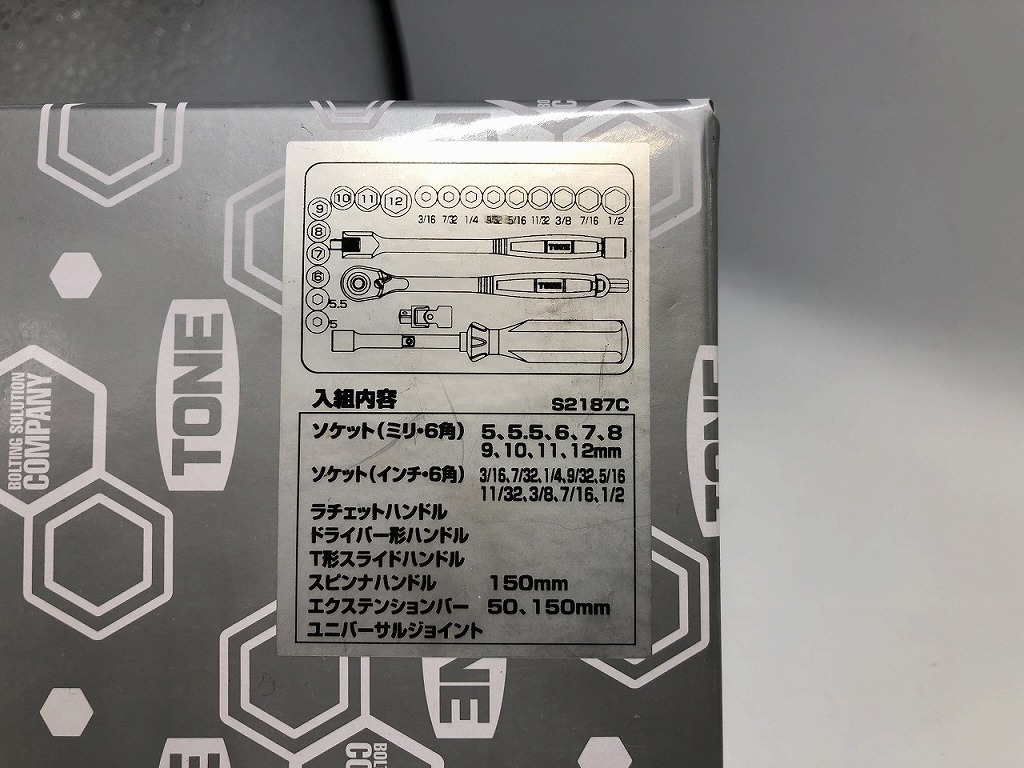 9 10 11 12
3/16 7/32 1/4 9/32 5/16 11/32 3/8 7/16 1/2
8
7
6
5.5
5
TONE
TONE
入組内容 S2187C
ソケット(ミリ・6角) 5、5.5、6、7、8
9、10、11、12mm
ソケット(インチ・6角) 3/16、7/32、1/4、9/32、5/16
11/32、3/8、7/16、1/2
ラチェットハンドル
ドライバー形ハンドル
T形スライドハンドル
スピンナハンドル 150mm
エクステンションバー 50、150mm
ユニバーサルジョイント
TONE
BOLTING SOLUTION
COMPANY
TONE
NE
BOL
CO